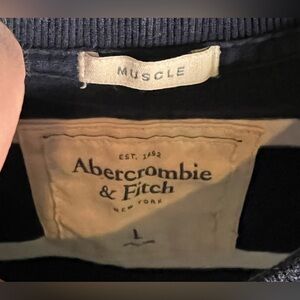 MUSCLE
EST. 1892
Abercrombie
& Fitch
NEW YORK
L